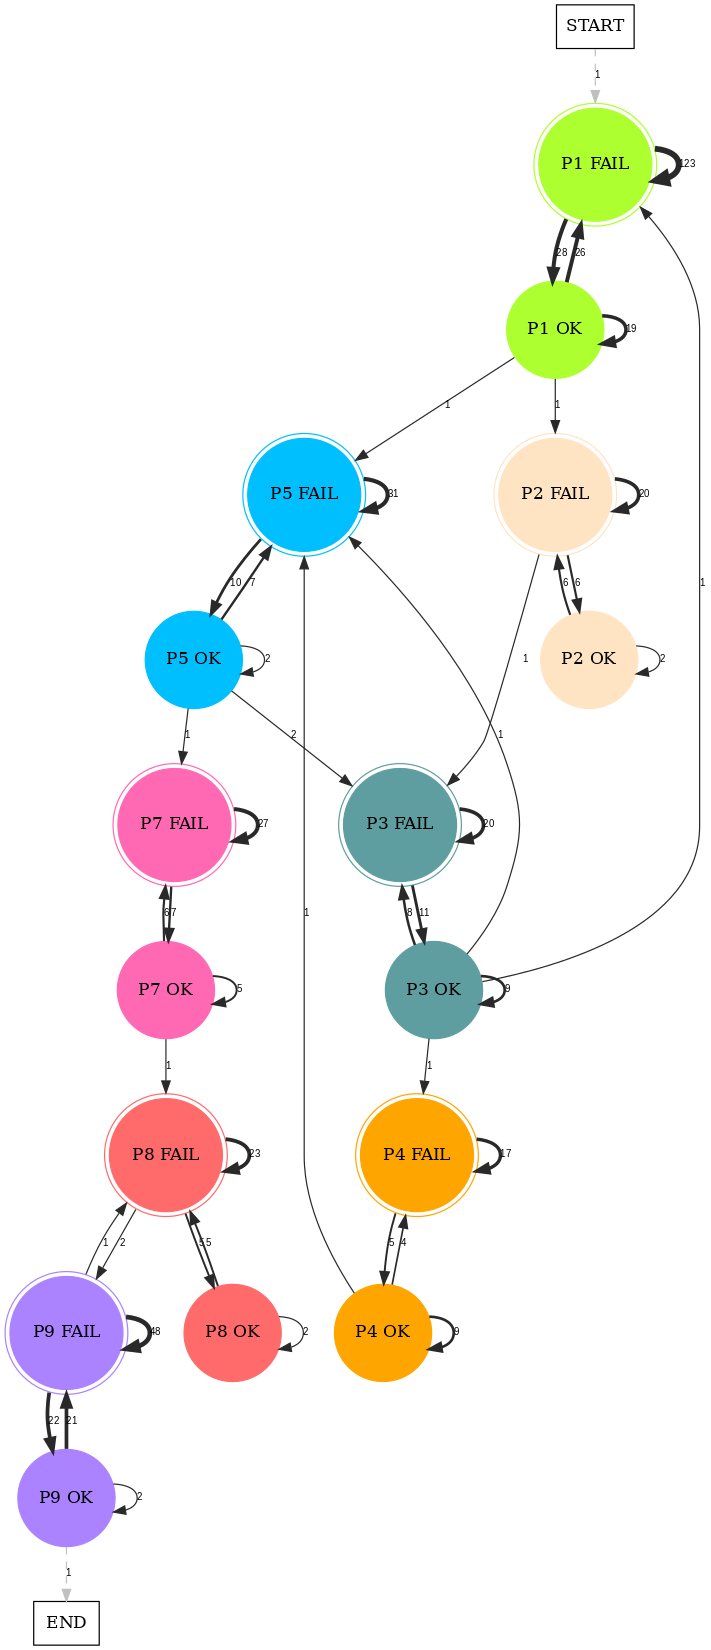 START
1
P1 FAIL
123
28
26
P1 OK
19
1
1
P5 FAIL
31
P2 FAIL
20
10
7
6
6
P5 OK
2
P2 OK
2
1
1
1
2
1
P7 FAIL
27
P3 FAIL
20
6
7
8
11
1
P7 OK
5
P3 OK
9
1
1
P8 FAIL
23
P4 FAIL
17
1
2
5
5
5
4
P9 FAIL
48
P8 OK
2
P4 OK
9
22
21
P9 OK
2
1
END